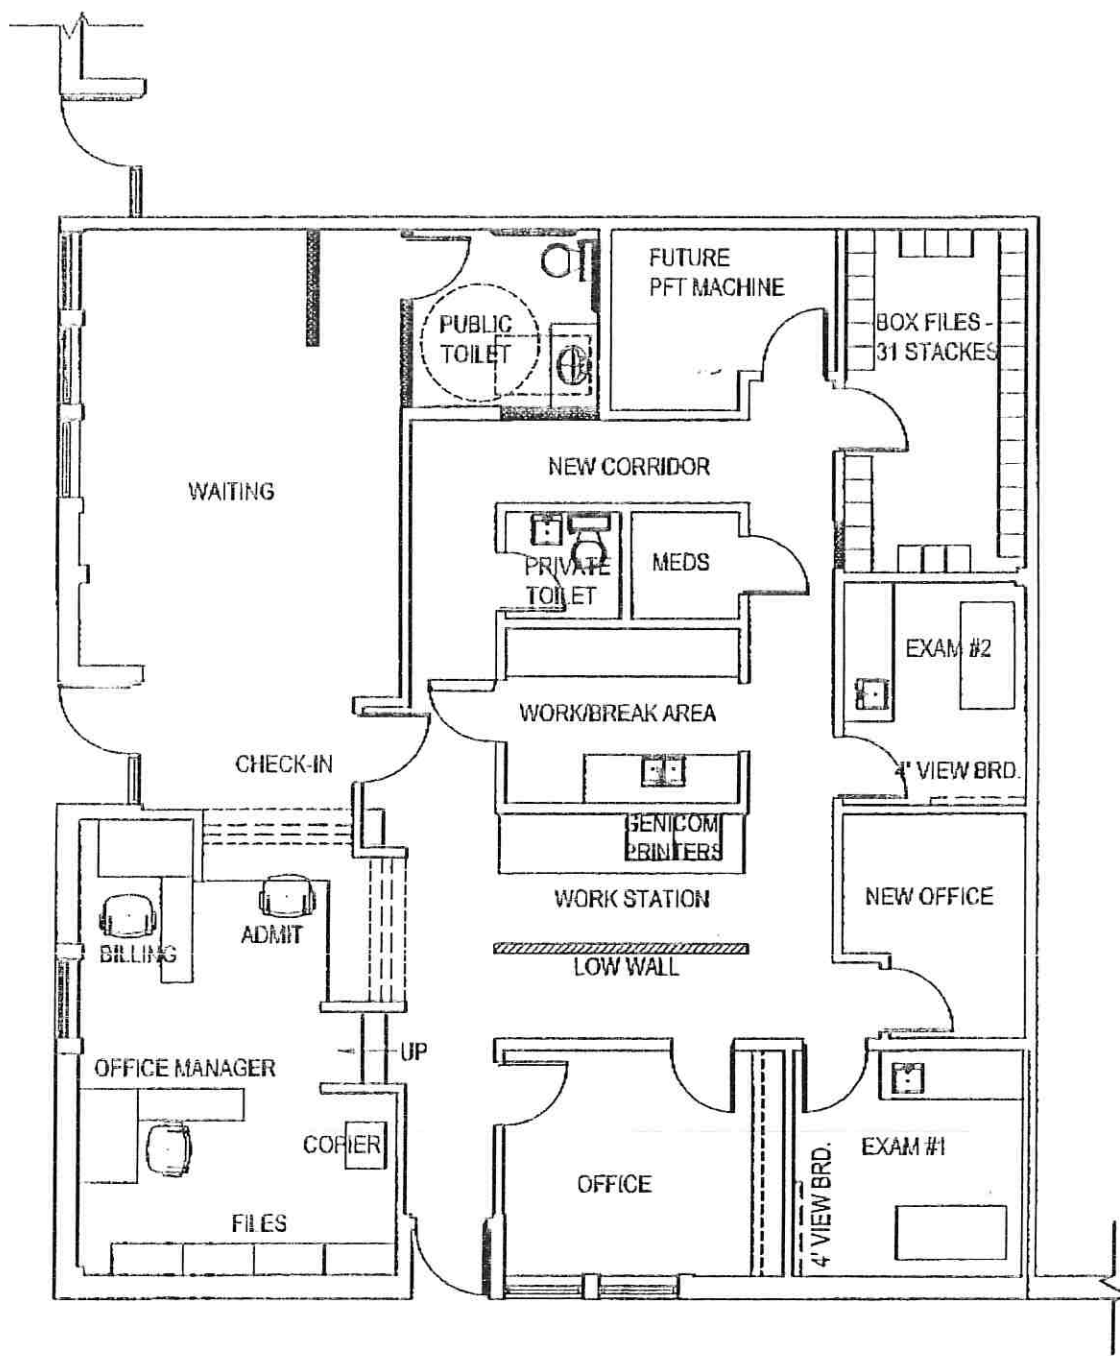 FUTURE
PFT MACHINE
PUBLIC
TOILET
BOX FILES -
31 STACKES
NEW CORRIDOR
WAITING
PRIVATE
TOILET
MEDS
EXAM #2
WORK/BREAK AREA
CHECK-IN
4' VIEW BRD.
GENICOM
PRINTERS
NEW OFFICE
WORK STATION
ADMIT
BILLING
LOW WALL
UP
OFFICE MANAGER
COPIER
EXAM #1
OFFICE
4' VIEW BRD.
FILES